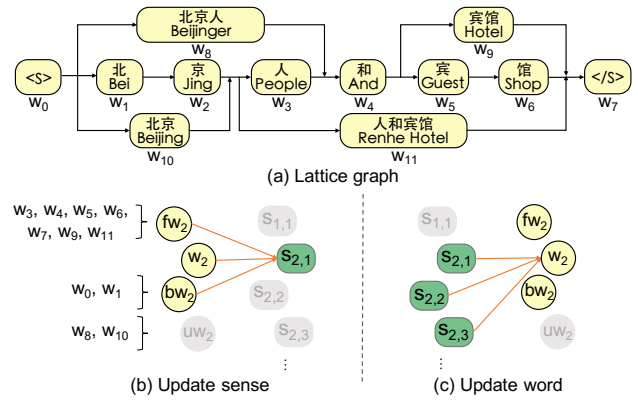 北京人
Beijinger
w₈
宾馆
Hotel
w₉
<S>
w₀
北
Bei
w₁
京
Jing
w₂
人
People
w₃
和
And
w₄
宾
Guest
w₅
馆
Shop
w₆
</S>
w₇
北京
Beijing
w₁₀
人和宾馆
Renhe Hotel
w₁₁
(a) Lattice graph
w₃, w₄, w₅, w₆,
w₇, w₉, w₁₁
w₀, w₁
w₈, w₁₀
fw₂
w₂
bw₂
uw₂
s₁,₁
s₂,₁
s₂,₂
s₂,₃
...
(b) Update sense
s₁,₁
s₂,₁
s₂,₂
s₂,₃
...
fw₂
w₂
bw₂
uw₂
(c) Update word